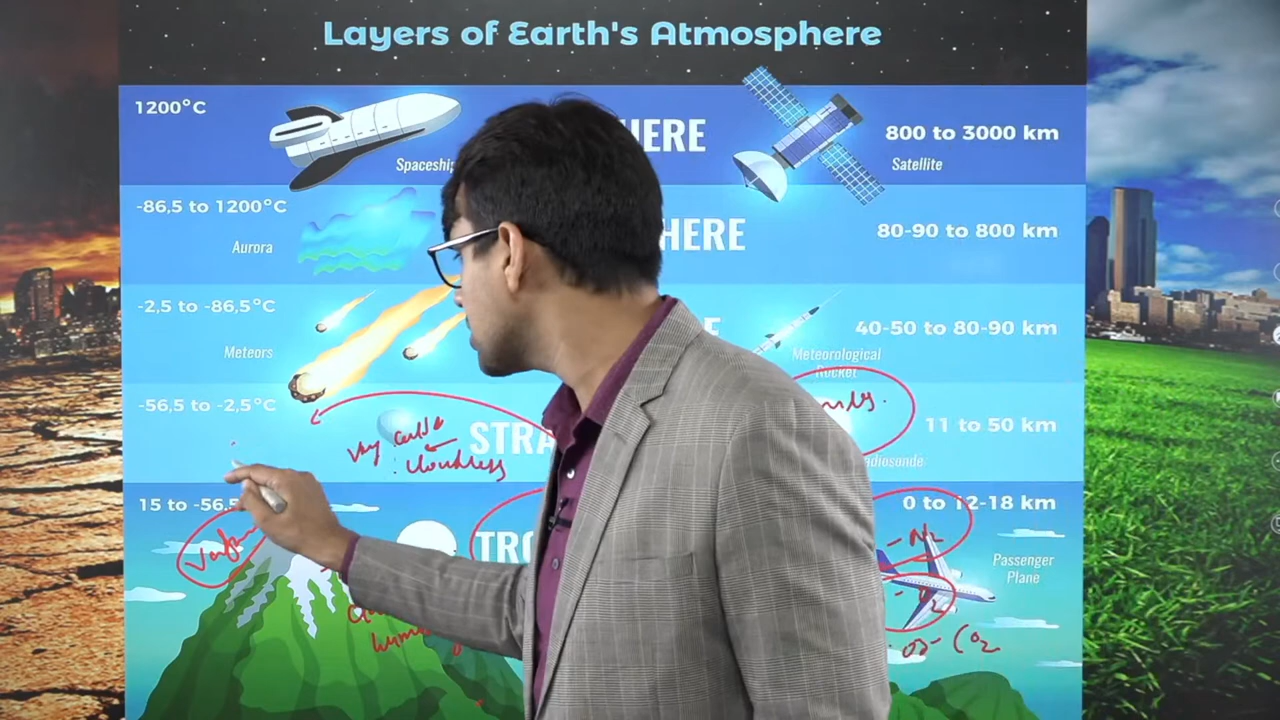 Layers of Earth's Atmosphere
1200°C
HERE
800 to 3000 km
Spaceship
Satellite
-86,5 to 1200°C
HERE
80-90 to 800 km
Aurora
-2,5 to -86,5°C
E
40-50 to 80-90 km
Meteors
Meteorological
Rocket
-56,5 to -2,5°C
STRA
11 to 50 km
Very cold
cloudless
adiosonde
15 to -56.5
0 to 12-18 km
TRO
- N2
Passenger
Plane
CO2